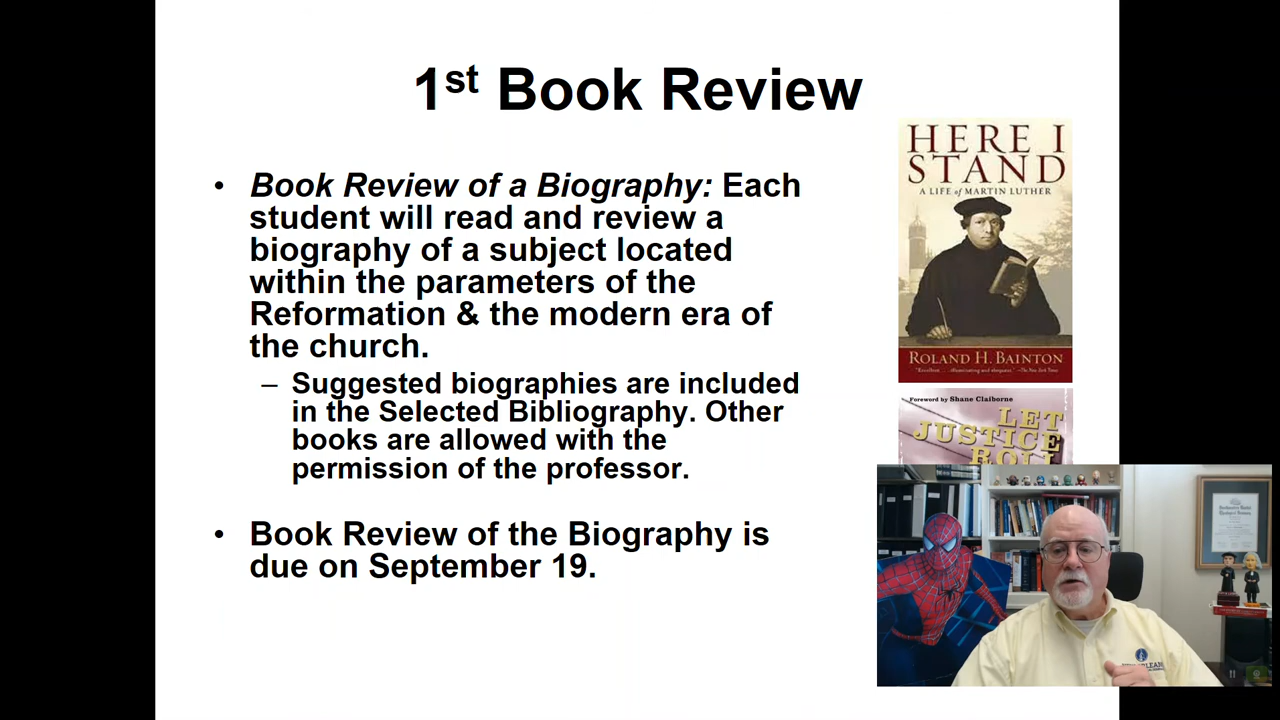 1st Book Review
• Book Review of a Biography: Each
student will read and review a
biography of a subject located
within the parameters of the
Reformation & the modern era of
the church.
– Suggested biographies are included
in the Selected Bibliography. Other
books are allowed with the
permission of the professor.
• Book Review of the Biography is
due on September 19.
HERE I
STAND
A LIFE of MARTIN LUTHER
ROLAND H. BAINTON
Foreword by Shane Claiborne
LET
JUSTICE
ROLL